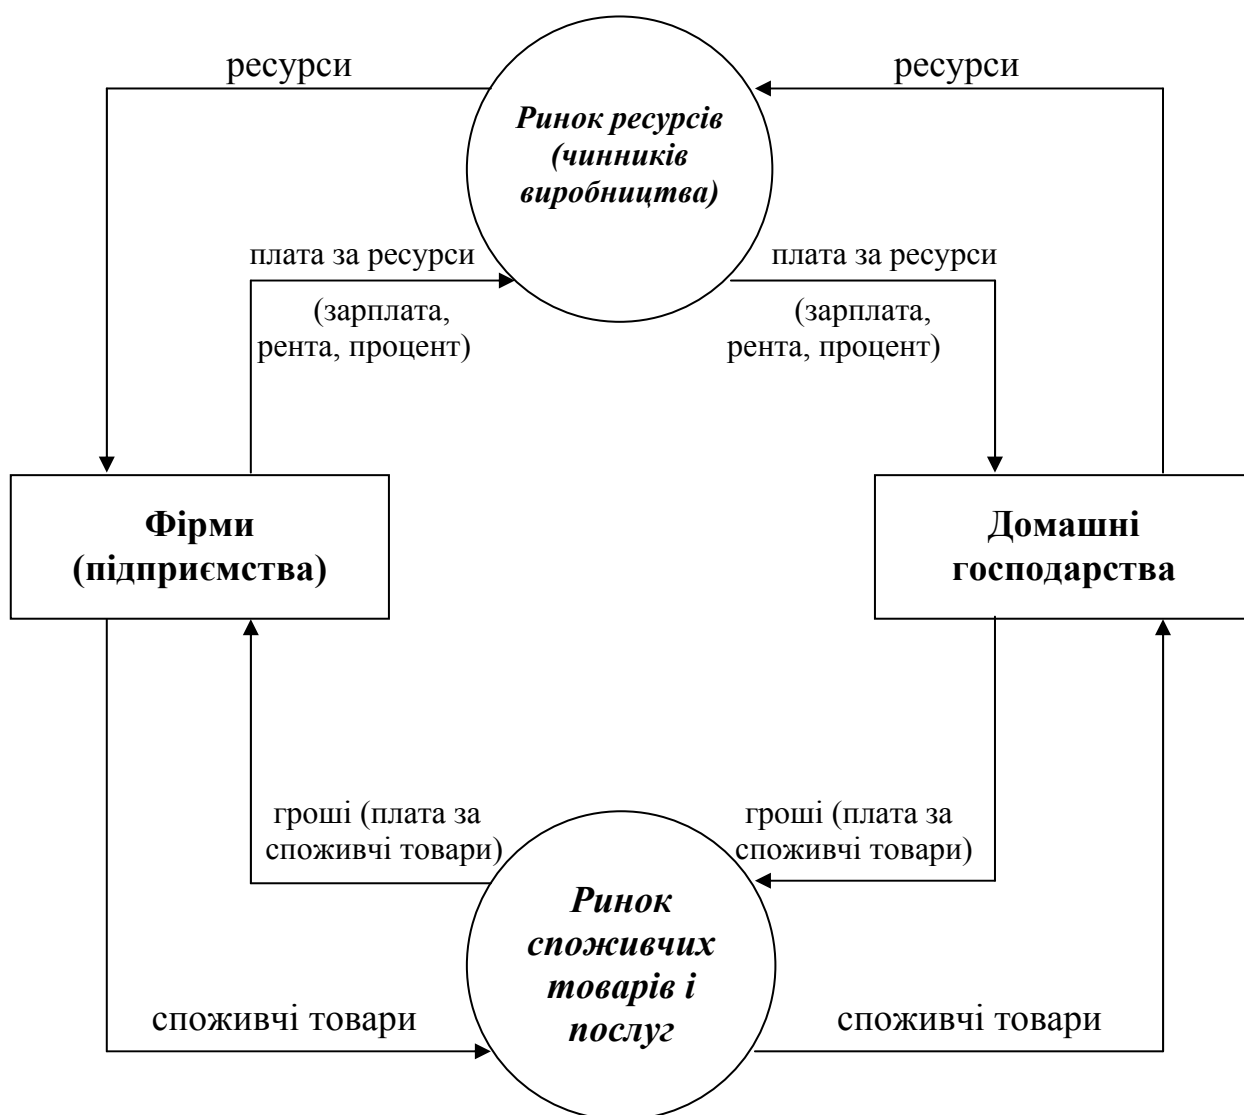 ресурси
ресурси
Ринок ресурсів
(чинників
виробництва)
плата за ресурси
(зарплата,
рента, процент)
плата за ресурси
(зарплата,
рента, процент)
Фірми
(підприємства)
Домашні
господарства
гроші (плата за
споживчі товари)
гроші (плата за
споживчі товари)
Ринок
споживчих
товарів і
послуг
споживчі товари
споживчі товари